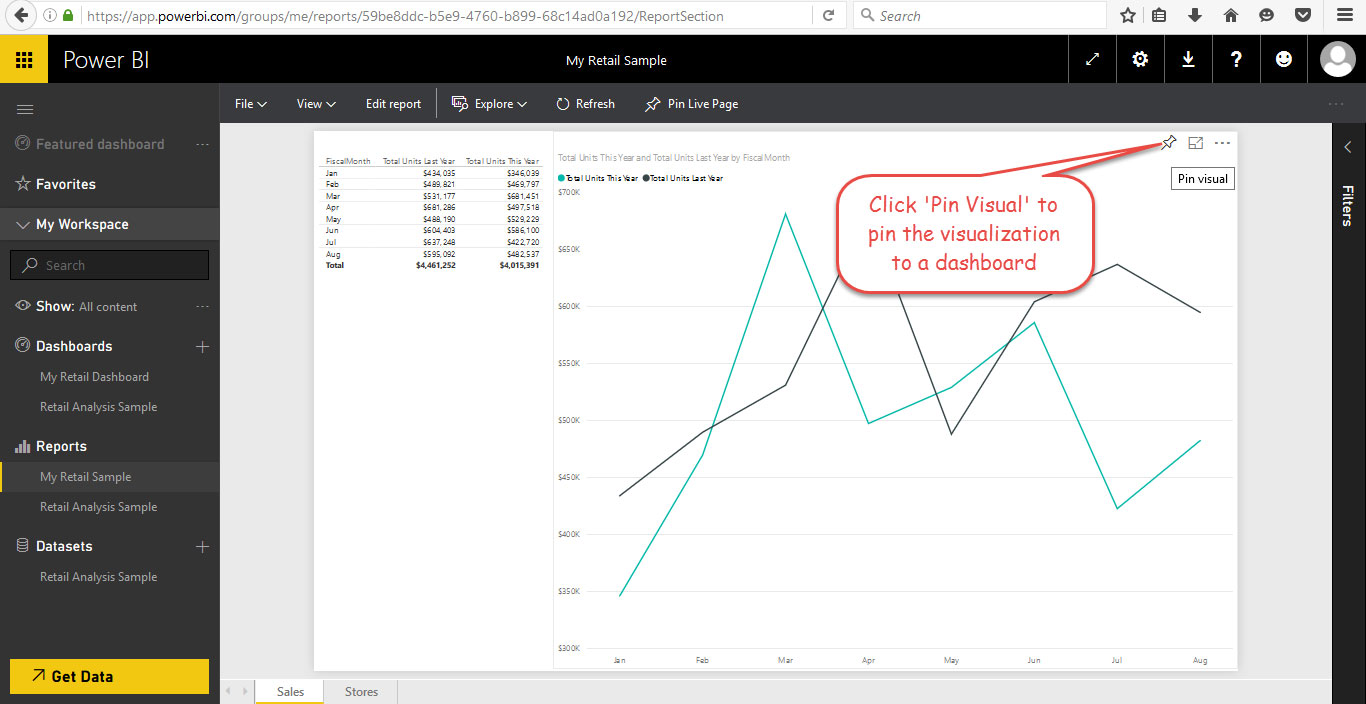 https://app.powerbi.com/groups/me/reports/59be8ddc-b5e9-4760-b899-68c14ad0a192/ReportSection
Search
Power BI
My Retail Sample
?
File
View
Edit report
Explore
Refresh
Pin Live Page
Featured dashboard
Favorites
My Workspace
Search
Show: All content
Dashboards
My Retail Dashboard
Retail Analysis Sample
Reports
My Retail Sample
Retail Analysis Sample
Datasets
Retail Analysis Sample
Get Data
FiscalMonth Total Units Last Year Total Units This Year
Jan $434,035 $346,039
Feb $489,821 $469,797
Mar $531,177 $681,451
Apr $681,286 $497,518
May $488,190 $529,229
Jun $604,403 $586,100
Jul $637,248 $422,720
Aug $595,092 $482,537
Total $4,461,252 $4,015,391
Total Units This Year and Total Units Last Year by FiscalMonth
Total Units This Year Total Units Last Year
$700K
$650K
$600K
$550K
$500K
$450K
$400K
$350K
$300K
Jan Feb Mar Apr May Jun Jul Aug
Click 'Pin Visual' to
pin the visualization
to a dashboard
Pin visual
Filters
Sales
Stores